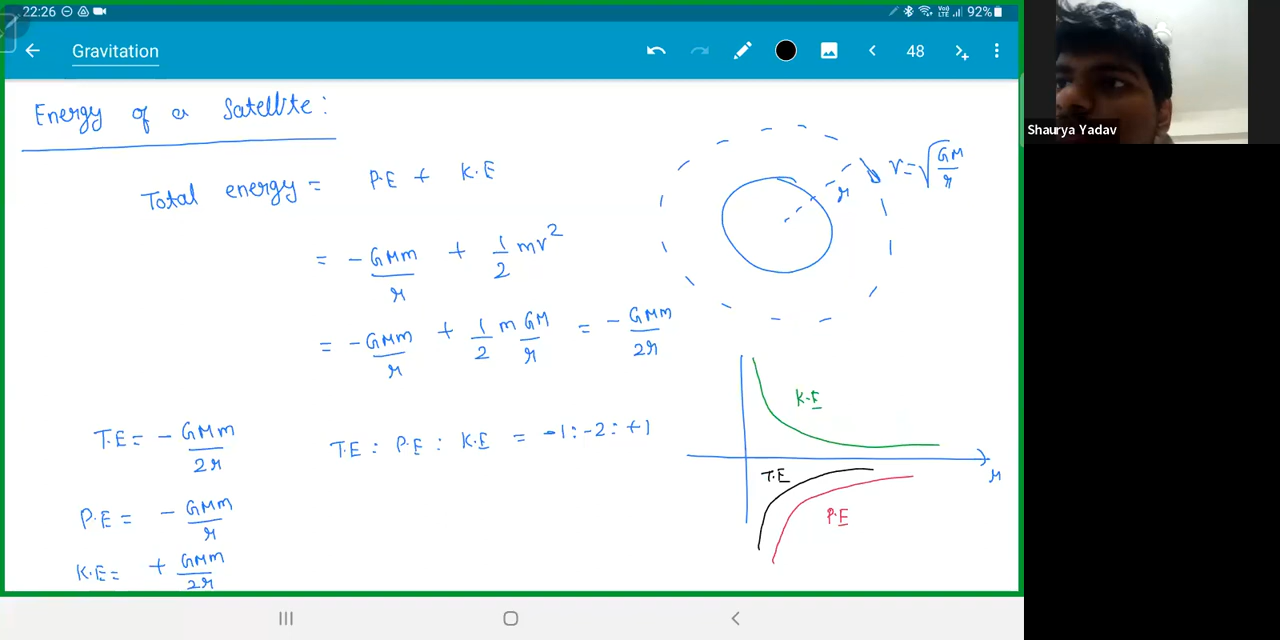 22:26
92%
Gravitation
48
Shaurya Yadav
Energy of a Satellite:
Total energy = P.E + K.E
= -GMm/r + 1/2 mv²
= -GMm/r + 1/2 m GM/r = -GMm/2r
v = √GM/r
r
T.E = - GMm/2r
T.E : P.E : K.E = -1 : -2 : +1
P.E = - GMm/r
K.E = + GMm/2r
K.E
T.E
P.E
r